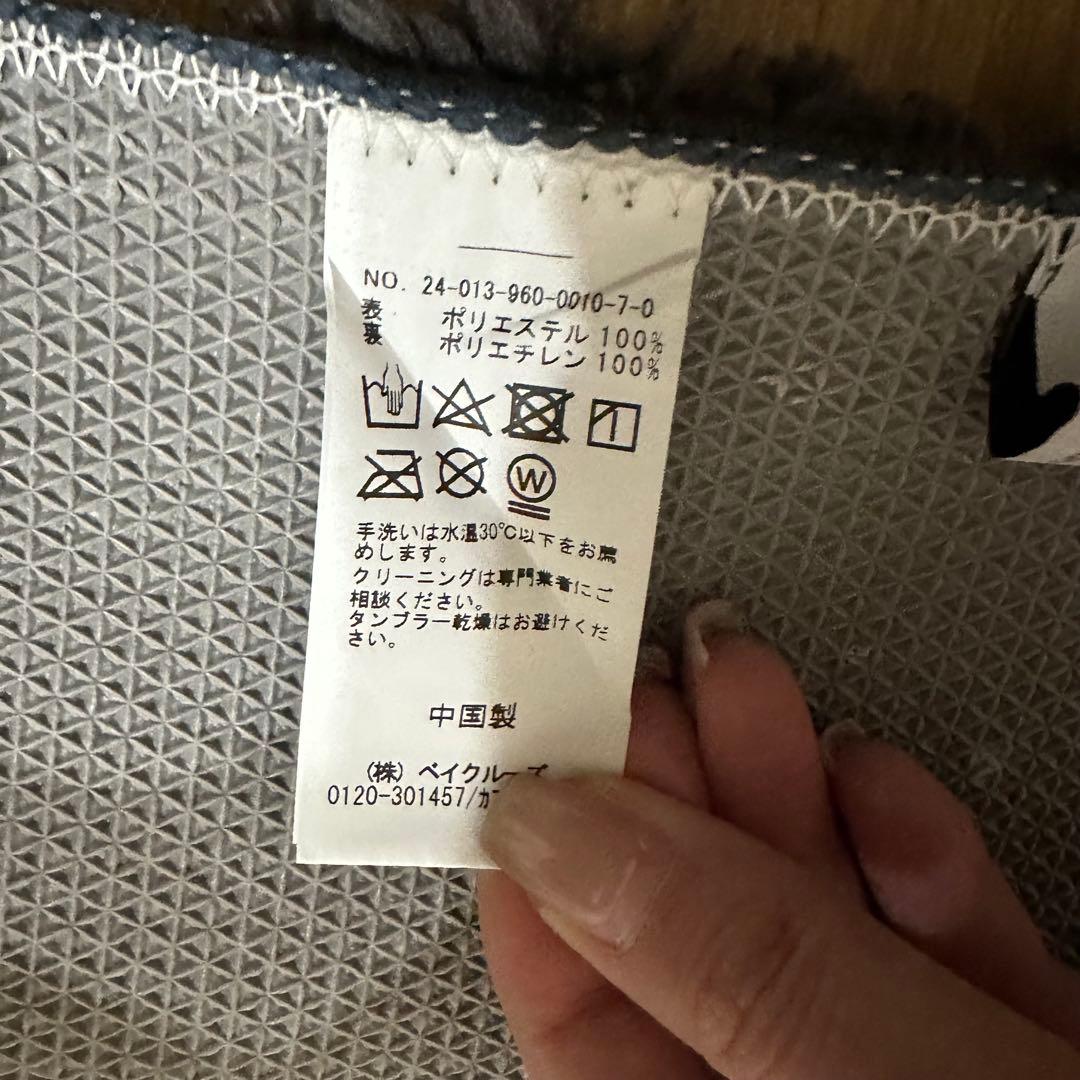 NO. 24-013-960-0010-7-0
表 ポリエステル 100%
裏 ポリエチレン 100%
W
手洗いは水温30℃以下をお薦
めします。
クリーニングは専門業者にご
相談ください。
タンブラー乾燥はお避けくだ
さい。
中国製
(株) ベイクルーズ
0120-301457/カ